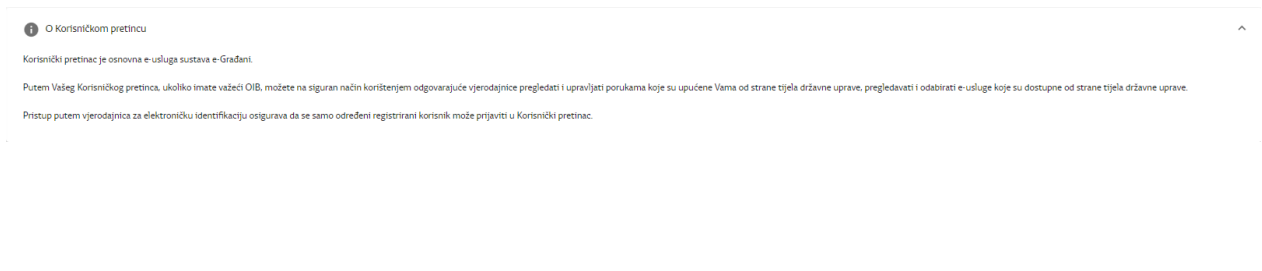 O Korisničkom pretincu
Korisnički pretinac je osnovna e-usluga sustava e-Građani.
Putem Vašeg Korisničkog pretinca, ukoliko imate važeći OIB, možete na siguran način korištenjem odgovarajuće vjerodajnice pregledati i upravljati porukama koje su upućene Vama od strane tijela državne uprave, pregledavati i odabirati e-usluge koje su dostupne od strane tijela državne uprave.
Pristup putem vjerodajnica za elektroničku identifikaciju osigurava da se samo određeni registrirani korisnik može prijaviti u Korisnički pretinac.